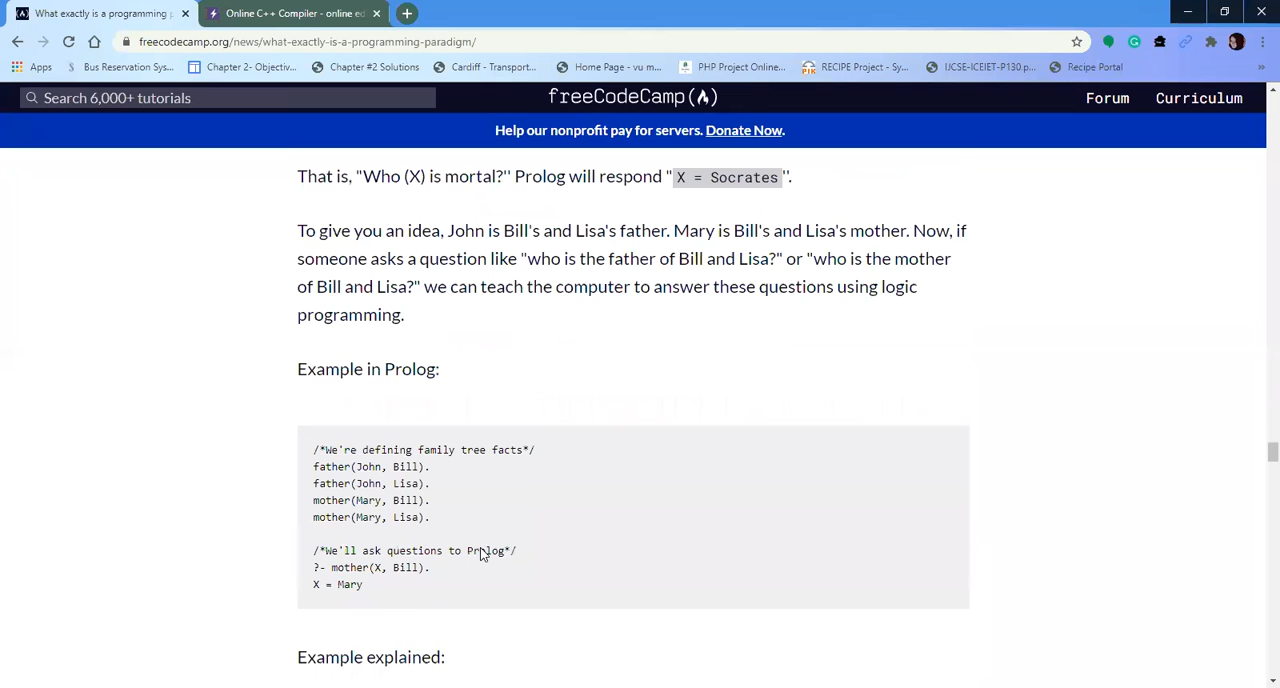 What exactly is a programming p
Online C++ Compiler - online ed
freecodecamp.org/news/what-exactly-is-a-programming-paradigm/
Apps
Bus Reservation Sys...
Chapter 2- Objectiv...
Chapter #2 Solutions
Cardiff - Transport...
Home Page - vu m...
PHP Project Online...
RECIPE Project - Sy...
IJCSE-ICEIET-P130.p...
Recipe Portal
»
Search 6,000+ tutorials
freeCodeCamp
Forum
Curriculum
Help our nonprofit pay for servers. Donate Now.
That is, "Who (X) is mortal?'' Prolog will respond "X = Socrates''.
To give you an idea, John is Bill's and Lisa's father. Mary is Bill's and Lisa's mother. Now, if
someone asks a question like "who is the father of Bill and Lisa?" or "who is the mother
of Bill and Lisa?" we can teach the computer to answer these questions using logic
programming.
Example in Prolog:
/*We're defining family tree facts*/
father(John, Bill).
father(John, Lisa).
mother(Mary, Bill).
mother(Mary, Lisa).
/*We'll ask questions to Prolog*/
?- mother(X, Bill).
X = Mary
Example explained: